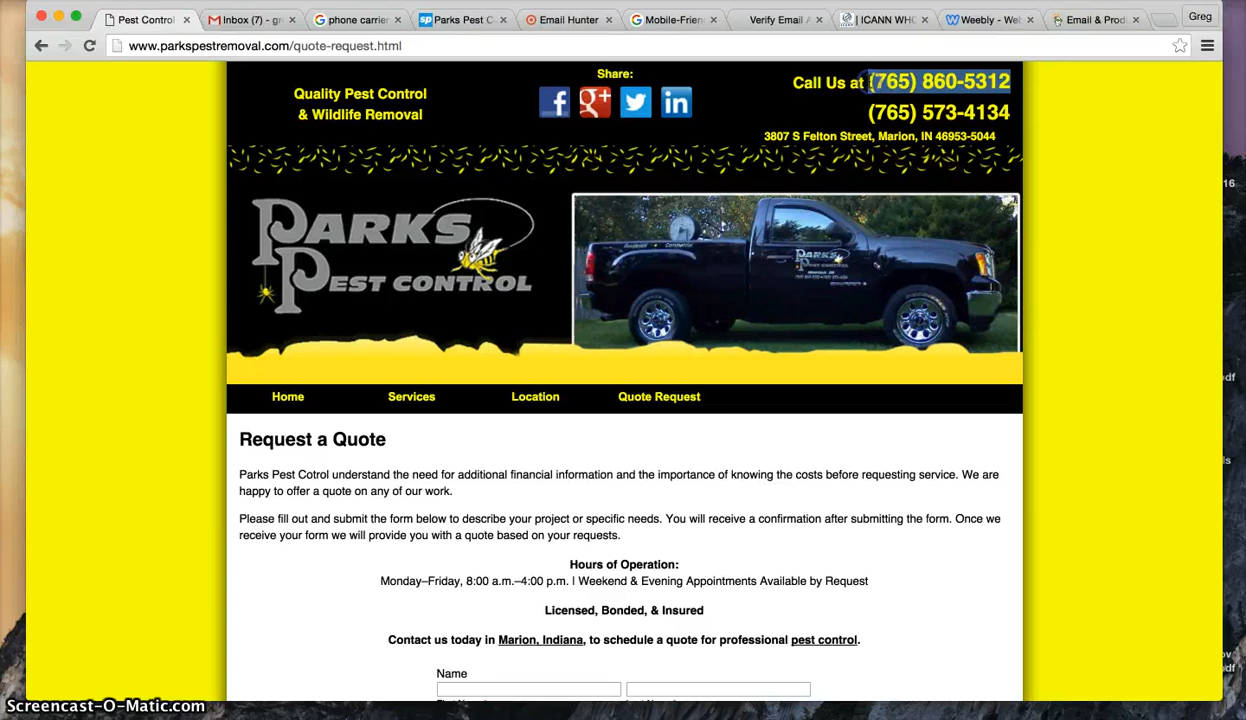 Pest Control
Inbox (7) - gr
phone carrier
Parks Pest C
Email Hunter
Mobile-Frien
Verify Email A
| ICANN WH
Weebly - We
Email & Prod
Greg
www.parkspestremoval.com/quote-request.html
Quality Pest Control
& Wildlife Removal
Share:
Call Us at (765) 860-5312
(765) 573-4134
3807 S Felton Street, Marion, IN 46953-5044
PARKS
PEST CONTROL
Home
Services
Location
Quote Request
Request a Quote
Parks Pest Cotrol understand the need for additional financial information and the importance of knowing the costs before requesting service. We are
happy to offer a quote on any of our work.
Please fill out and submit the form below to describe your project or specific needs. You will receive a confirmation after submitting the form. Once we
receive your form we will provide you with a quote based on your requests.
Hours of Operation:
Monday–Friday, 8:00 a.m.–4:00 p.m. | Weekend & Evening Appointments Available by Request
Licensed, Bonded, & Insured
Contact us today in Marion, Indiana, to schedule a quote for professional pest control.
Name
Screencast-O-Matic.com